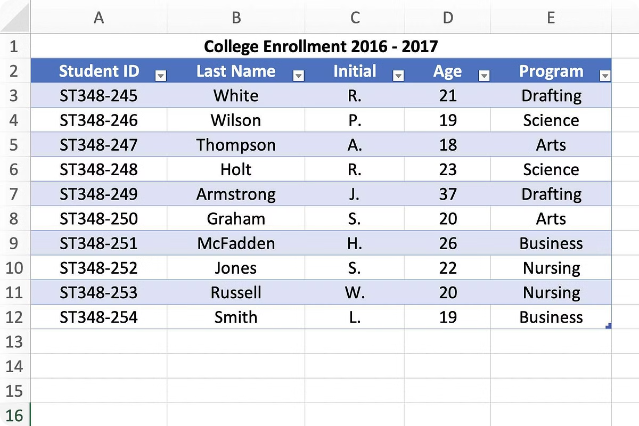 A B C D E
1 College Enrollment 2016 - 2017
2 Student ID Last Name Initial Age Program
3 ST348-245 White R. 21 Drafting
4 ST348-246 Wilson P. 19 Science
5 ST348-247 Thompson A. 18 Arts
6 ST348-248 Holt R. 23 Science
7 ST348-249 Armstrong J. 37 Drafting
8 ST348-250 Graham S. 20 Arts
9 ST348-251 McFadden H. 26 Business
10 ST348-252 Jones S. 22 Nursing
11 ST348-253 Russell W. 20 Nursing
12 ST348-254 Smith L. 19 Business
13
14
15
16